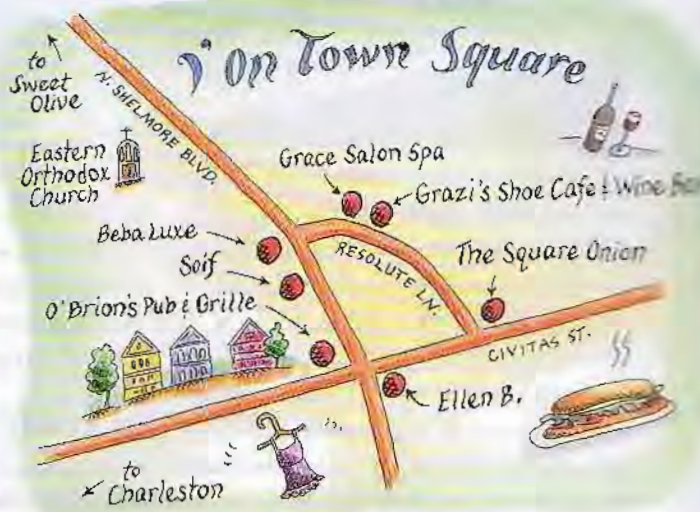 I'On Town Square
to
Sweet
Olive
N. SHELMORE BLVD.
Eastern
Orthodox
Church
Grace Salon Spa
Grazi's Shoe Cafe & Wine
Beba Luxe
Soif
RESOLUTE LN.
The Square Onion
O'Brion's Pub & Grille
CIVITAS ST.
Ellen B.
to
Charleston